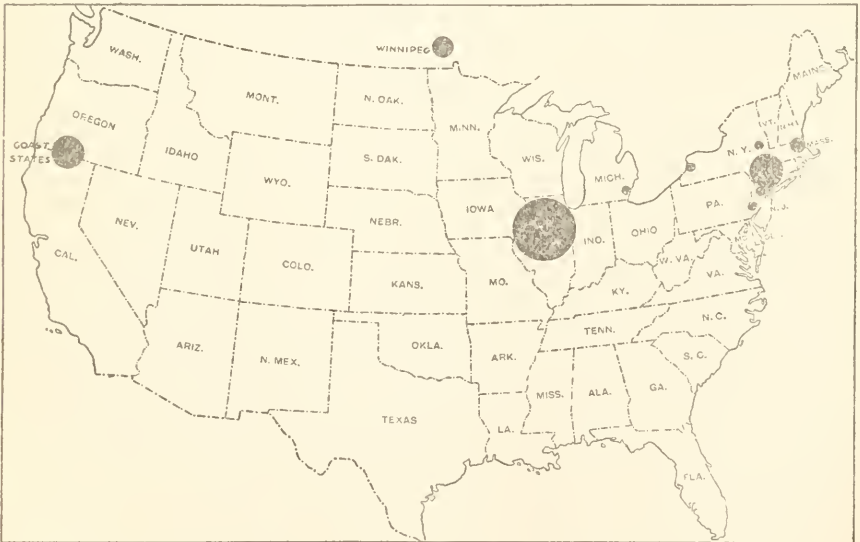 WINNIPEG
WASH.
MONT.
N. DAK.
MINN.
MAINE
OREGON
VT.
N.H.
COAST
STATES
IDAHO
S. DAK.
WIS.
MICH.
N. Y.
MASS.
WYO.
IOWA
PA.
N.J.
NEV.
NEBR.
IND.
OHIO
UTAH
COLO.
W. VA.
VA.
CAL.
KANS.
MO.
KY.
N. C.
TENN.
ARIZ.
N. MEX.
OKLA.
ARK.
S. C.
MISS.
ALA.
GA.
TEXAS
LA.
FLA.